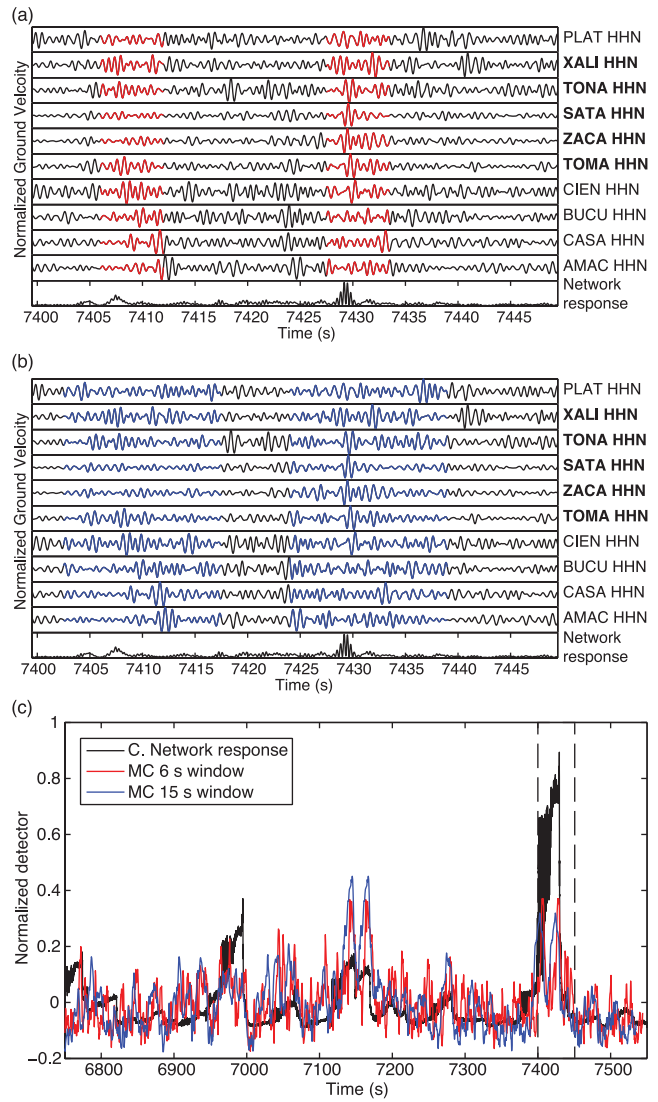 (a)
PLAT HHN
XALI HHN
TONA HHN
SATA HHN
ZACA HHN
TOMA HHN
CIEN HHN
BUCU HHN
CASA HHN
AMAC HHN
Network
response
Normalized Ground Velcoity
7400 7405 7410 7415 7420 7425 7430 7435 7440 7445
Time (s)
(b)
PLAT HHN
XALI HHN
TONA HHN
SATA HHN
ZACA HHN
TOMA HHN
CIEN HHN
BUCU HHN
CASA HHN
AMAC HHN
Network
response
Normalized Ground Velcoity
7400 7405 7410 7415 7420 7425 7430 7435 7440 7445
Time (s)
(c)
C. Network response
MC 6 s window
MC 15 s window
Normalized detector
1
0.8
0.6
0.4
0.2
0
−0.2
6800 6900 7000 7100 7200 7300 7400 7500
Time (s)